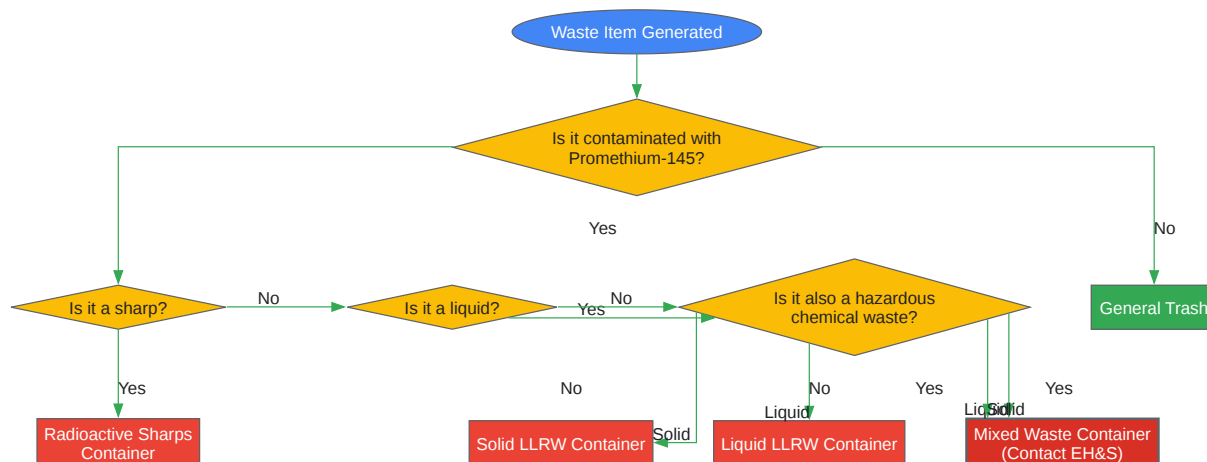 Waste Item Generated
Is it contaminated with
Promethium-145?
Yes
No
Is it a sharp?
No
Is it a liquid?
No
Yes
Is it also a hazardous
chemical waste?
General Trash
Yes
No
No
Yes
Yes
Liquid
Liquid
Solid
Radioactive Sharps
Container
Solid LLRW Container
Solid
Liquid LLRW Container
Mixed Waste Container
(Contact EH&S)